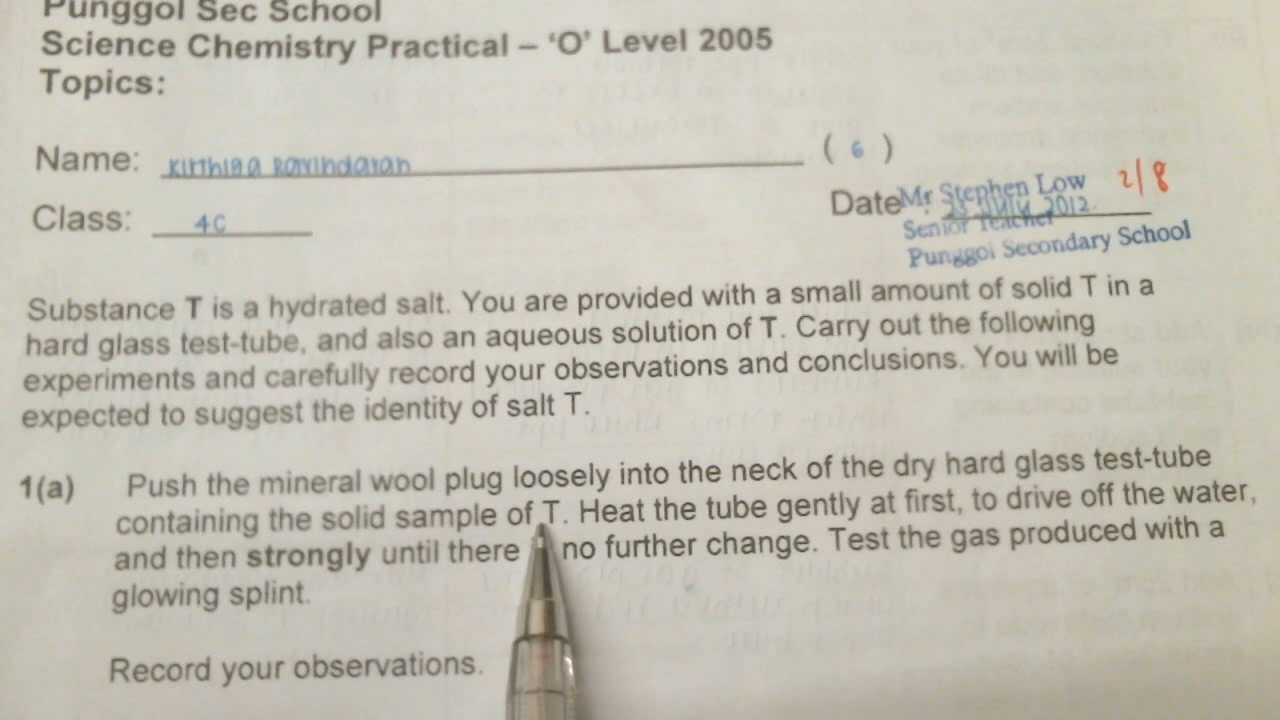 Punggol Sec School
Science Chemistry Practical – ‘O’ Level 2005
Topics:
Name: Kirthiga Ravindaran ( 6 )
Class: 4C
Date Mr Stephen Low 2/8
: 23 July 2012.
Senior Teacher
Punggol Secondary School
Substance T is a hydrated salt. You are provided with a small amount of solid T in a
hard glass test-tube, and also an aqueous solution of T. Carry out the following
experiments and carefully record your observations and conclusions. You will be
expected to suggest the identity of salt T.
1(a) Push the mineral wool plug loosely into the neck of the dry hard glass test-tube
containing the solid sample of T. Heat the tube gently at first, to drive off the water,
and then strongly until there no further change. Test the gas produced with a
glowing splint.
Record your observations.